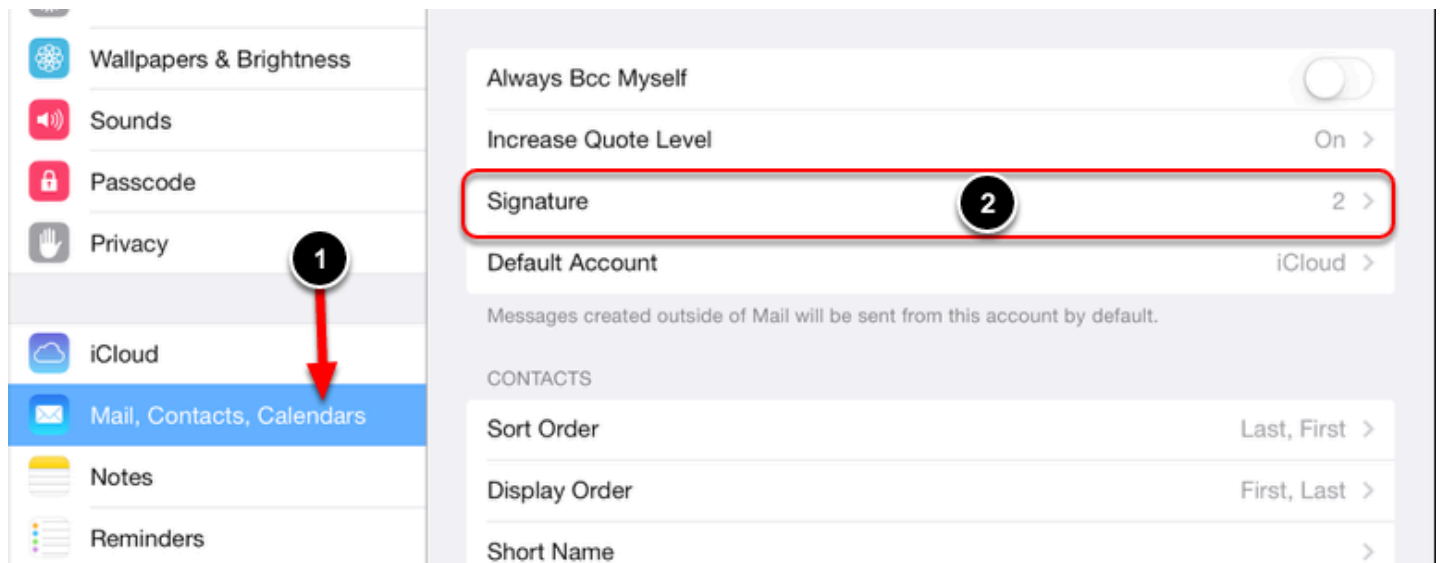 Wallpapers & Brightness
Sounds
Passcode
Privacy
1
iCloud
Mail, Contacts, Calendars
Notes
Reminders
Always Bcc Myself
Increase Quote Level On
Signature 2 2
Default Account iCloud
Messages created outside of Mail will be sent from this account by default.
CONTACTS
Sort Order Last, First
Display Order First, Last
Short Name